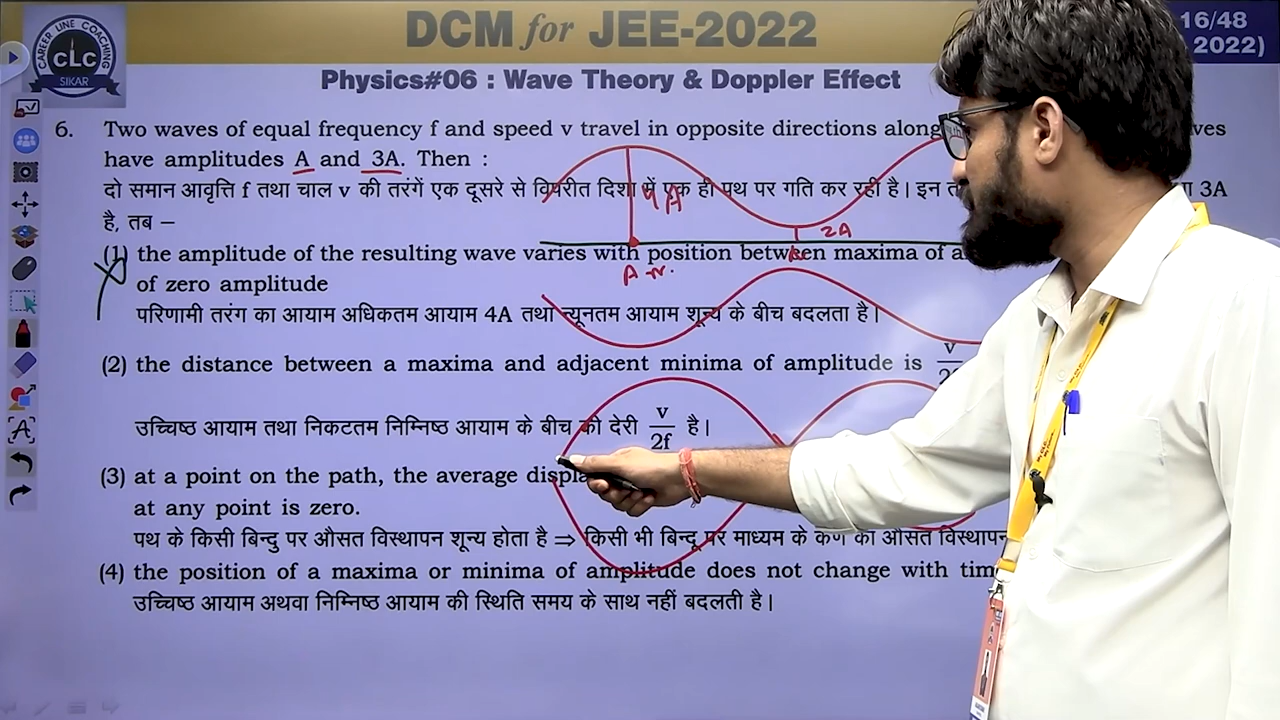 CAREER LINE COACHING
CLC
SIKAR
DCM for JEE-2022
16/48
2022)
Physics#06 : Wave Theory & Doppler Effect
6. Two waves of equal frequency f and speed v travel in opposite directions along
have amplitudes A and 3A. Then :
दो समान आवृत्ति f तथा चाल v की तरंगें एक दूसरे से विपरीत दिशा में एक ही पथ पर गति कर रही है। इन 3A
है, तब –
4A
2A
(1) the amplitude of the resulting wave varies with position between maxima of
A.N.
of zero amplitude
परिणामी तरंग का आयाम अधिकतम आयाम 4A तथा न्यूनतम आयाम शून्य के बीच बदलता है।
(2) the distance between a maxima and adjacent minima of amplitude is v
उच्चिष्ठ आयाम तथा निकटतम निम्निष्ठ आयाम के बीच की देरी v/2f है।
(3) at a point on the path, the average
at any point is zero.
पथ के किसी बिन्दु पर औसत विस्थापन शून्य होता है ⇒ किसी भी बिन्दू पर माध्यम के कण का औसत
(4) the position of a maxima or minima of amplitude does not change with
उच्चिष्ठ आयाम अथवा निम्निष्ठ आयाम की स्थिति समय के साथ नहीं बदलती है।